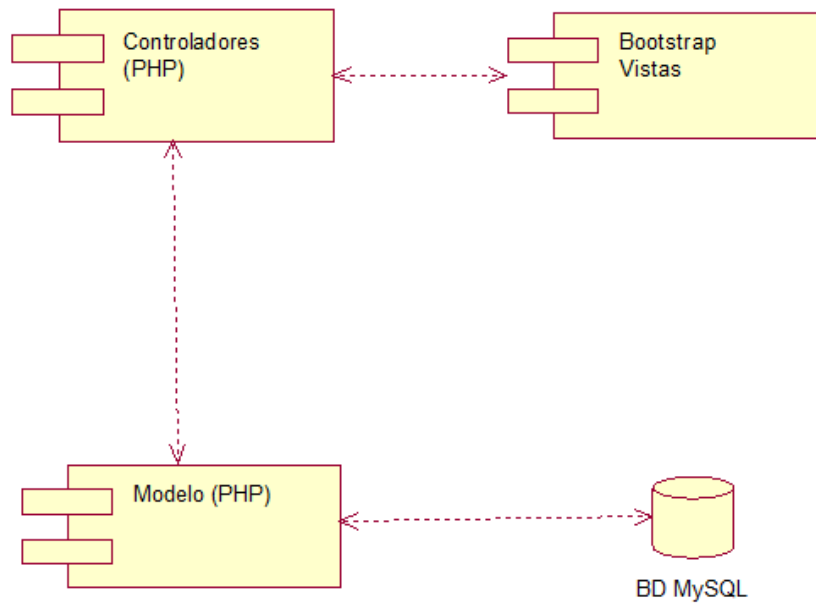 Controladores
(PHP)
Bootstrap
Vistas
Modelo (PHP)
BD MySQL